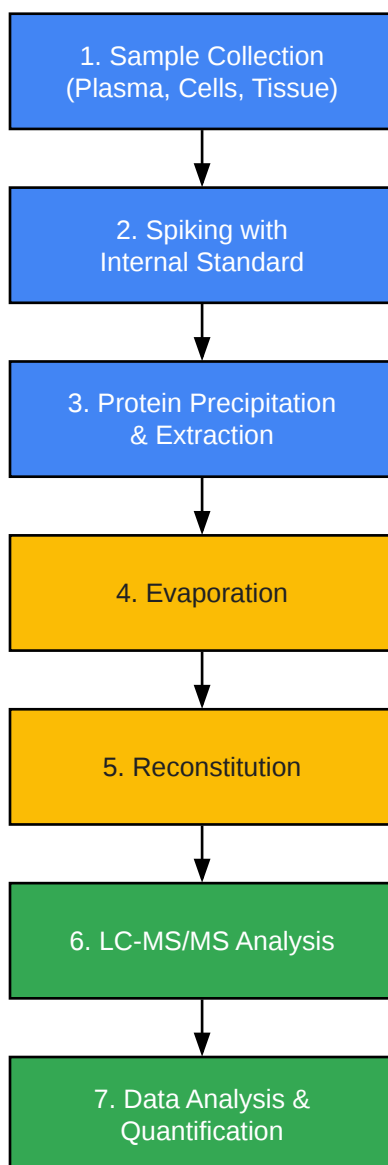 1. Sample Collection
(Plasma, Cells, Tissue)
2. Spiking with
Internal Standard
3. Protein Precipitation
& Extraction
4. Evaporation
5. Reconstitution
6. LC-MS/MS Analysis
7. Data Analysis &
Quantification